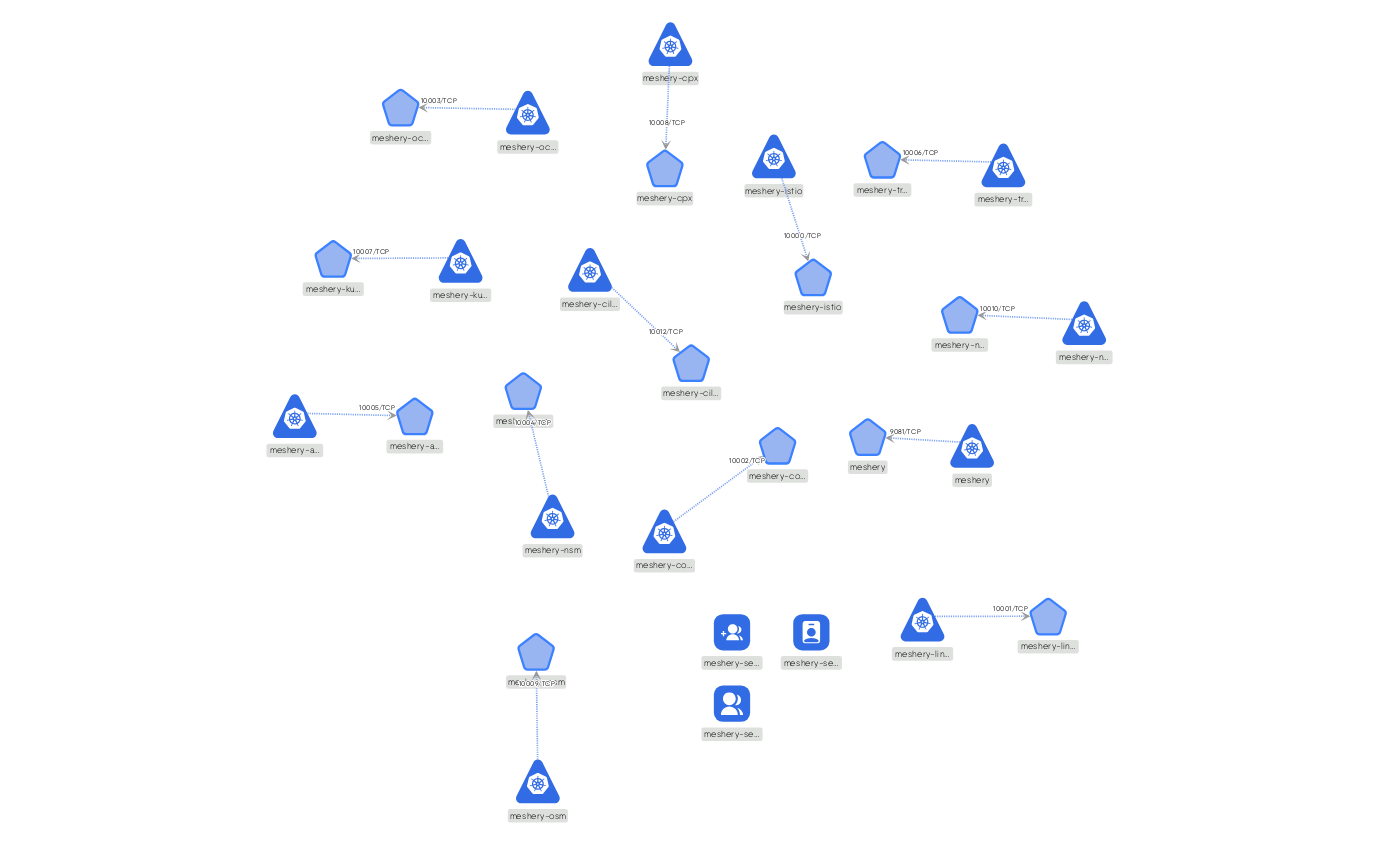 meshery-cpx
10003/TCP
meshery-oc...
meshery-oc...
10008/TCP
meshery-cpx
meshery-istio
10006/TCP
meshery-tr...
meshery-tr...
10000/TCP
10007/TCP
meshery-ku...
meshery-ku...
meshery-cil...
meshery-istio
10010/TCP
meshery-n...
meshery-n...
10012/TCP
meshery-cil...
10005/TCP
meshery-a...
meshery-a...
10004/TCP
9081/TCP
meshery
meshery
10002/TCP
meshery-co...
meshery-nsm
meshery-co...
10001/TCP
meshery-lin...
meshery-lin...
meshery-se...
meshery-se...
10009/TCP
meshery-se...
meshery-osm